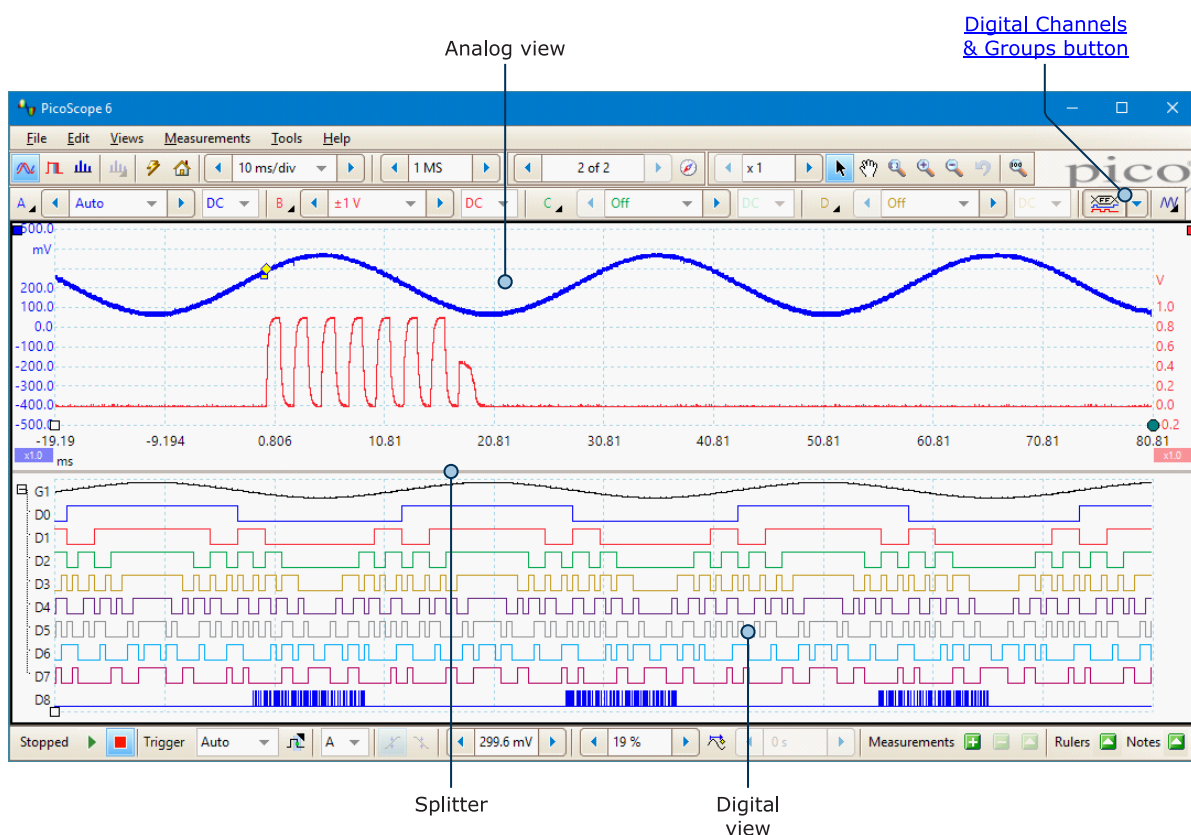 Digital Channels
& Groups button
Analog view
PicoScope 6
File Edit Views Measurements Tools Help
10 ms/div 1 MS 2 of 2 x 1 pico
A Auto DC B ±1 V DC C Off DC D Off DC
500.0
mV
200.0
100.0
0.0
-100.0
-200.0
-300.0
-400.0
-500.0
V
1.0
0.8
0.6
0.4
0.2
0.0
-0.2
-19.19 -9.194 0.806 10.81 20.81 30.81 40.81 50.81 60.81 70.81 80.81
x1.0 ms x1.0
G1
D0
D1
D2
D3
D4
D5
D6
D7
D8
Stopped Trigger Auto A 299.6 mV 19 % 0 s Measurements Rulers Notes
Splitter
Digital
view